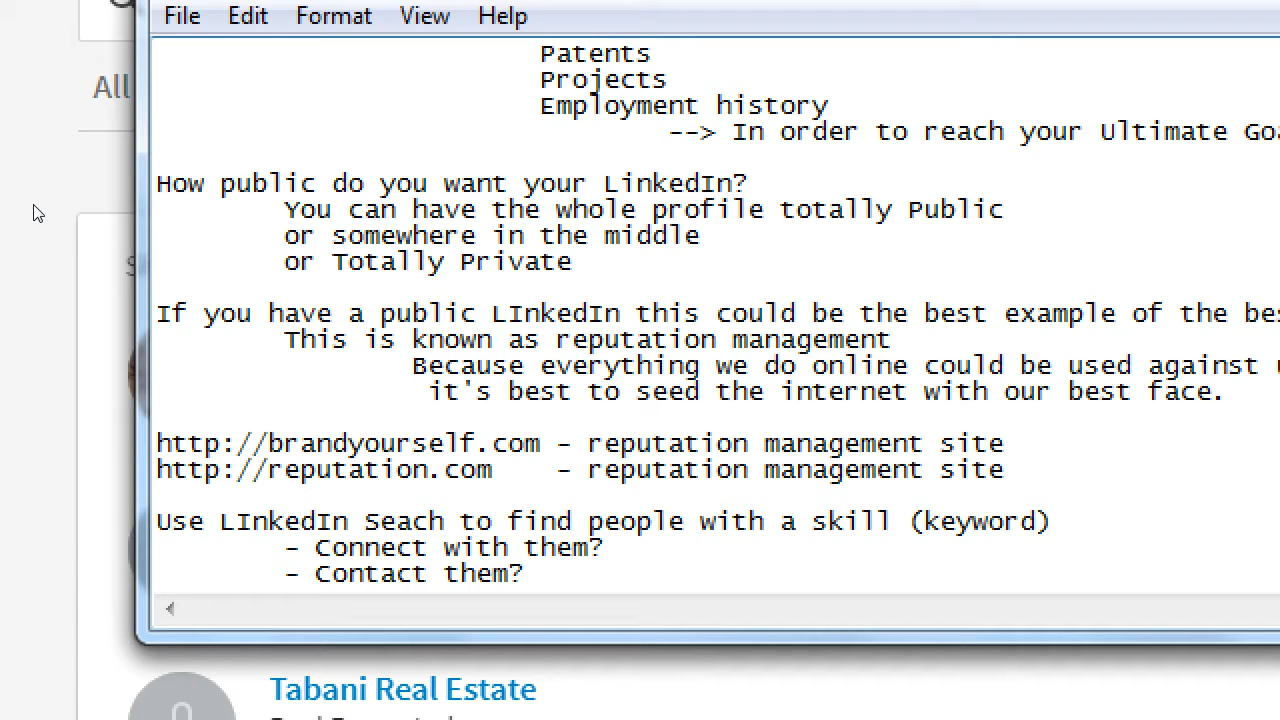 File Edit Format View Help
All
Patents
Projects
Employment history
--> In order to reach your Ultimate
How public do you want your LinkedIn?
You can have the whole profile totally Public
or somewhere in the middle
or Totally Private
If you have a public LInkedIn this could be the best example of the
This is known as reputation management
Because everything we do online could be used against
it's best to seed the internet with our best face.
http://brandyourself.com - reputation management site
http://reputation.com - reputation management site
Use LInkedIn Seach to find people with a skill (keyword)
- Connect with them?
- Contact them?
Tabani Real Estate